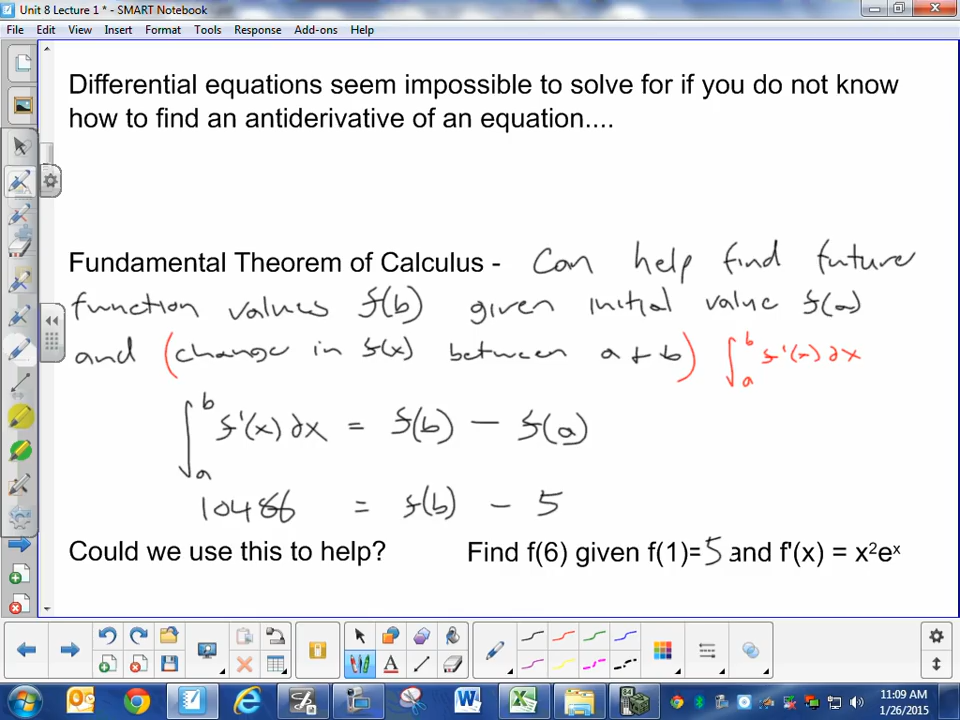 Unit 8 Lecture 1 * - SMART Notebook
File Edit View Insert Format Tools Response Add-ons Help
Differential equations seem impossible to solve for if you do not know
how to find an antiderivative of an equation....
Fundamental Theorem of Calculus - Can help find future
function values f(b) given initial value f(a)
and (change in f(x) between a + b) ∫ₐᵇ f'(x) dx
∫ₐᵇ f'(x) dx = f(b) - f(a)
10486 = f(b) - 5
Could we use this to help? Find f(6) given f(1)=5 and f'(x) = x²eˣ
11:09 AM
1/26/2015